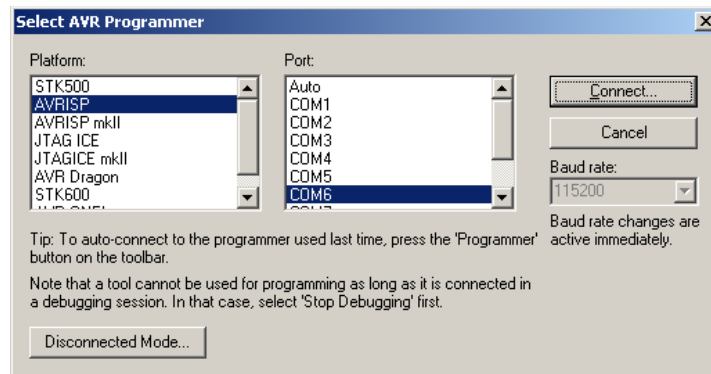 Select AVR Programmer
Platform:
STK500
AVRISP
AVRISP mkII
JTAG ICE
JTAGICE mkII
AVR Dragon
STK600
Port:
Auto
COM1
COM2
COM3
COM4
COM5
COM6
Connect...
Cancel
Baud rate:
115200
Baud rate changes are
active immediately.
Tip: To auto-connect to the programmer used last time, press the 'Programmer'
button on the toolbar.
Note that a tool cannot be used for programming as long as it is connected in
a debugging session. In that case, select 'Stop Debugging' first.
Disconnected Mode...